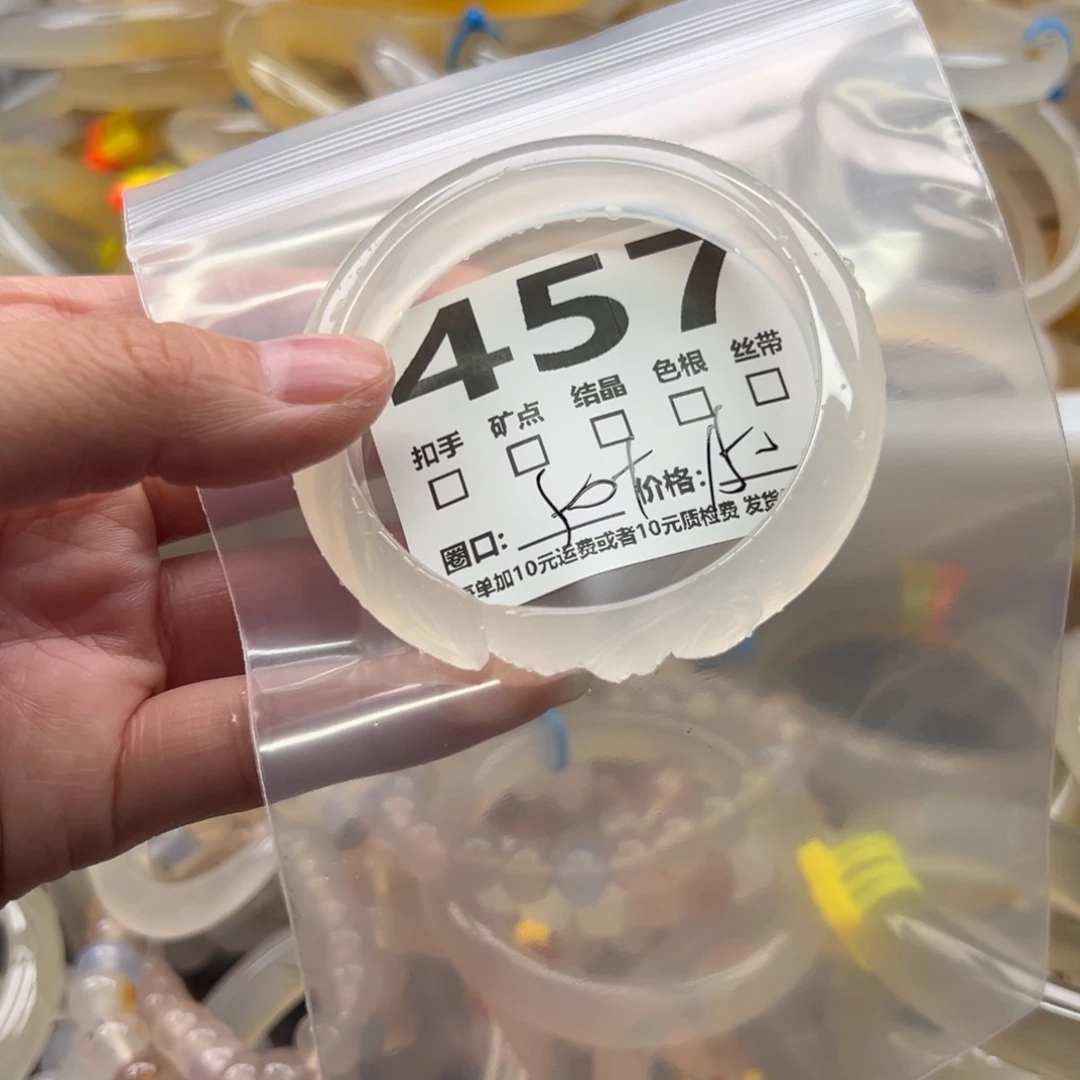 457
扣手 矿点 结晶 色根 丝带
圈口: 价格:
单加10元运费或者10元质检费 发货